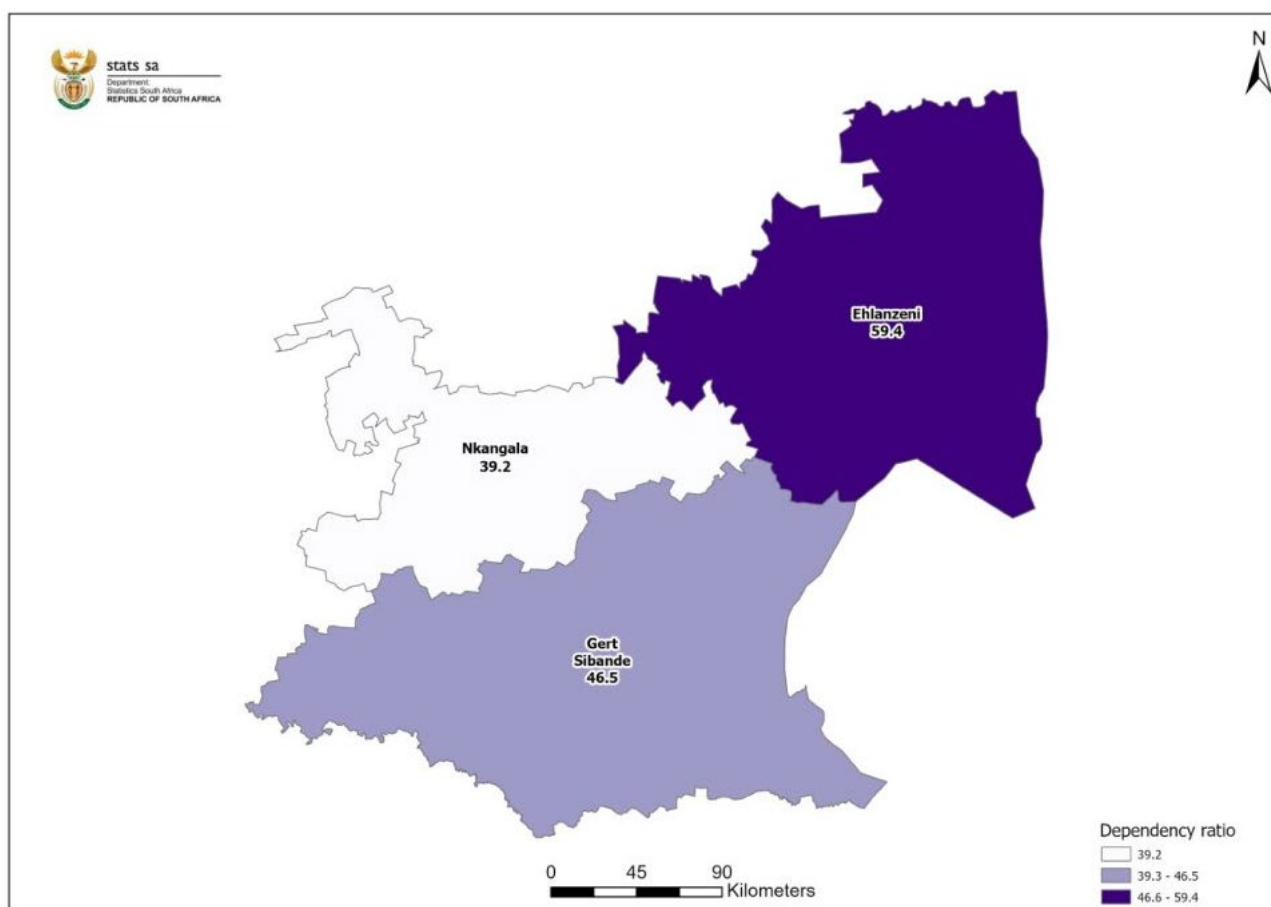 stats sa
Department:
Statistics South Africa
REPUBLIC OF SOUTH AFRICA
N
Ehlanzeni
59.4
Nkangala
39.2
Gert
Sibande
46.5
0 45 90
Kilometers
Dependency ratio
39.2
39.3 - 46.5
46.6 - 59.4